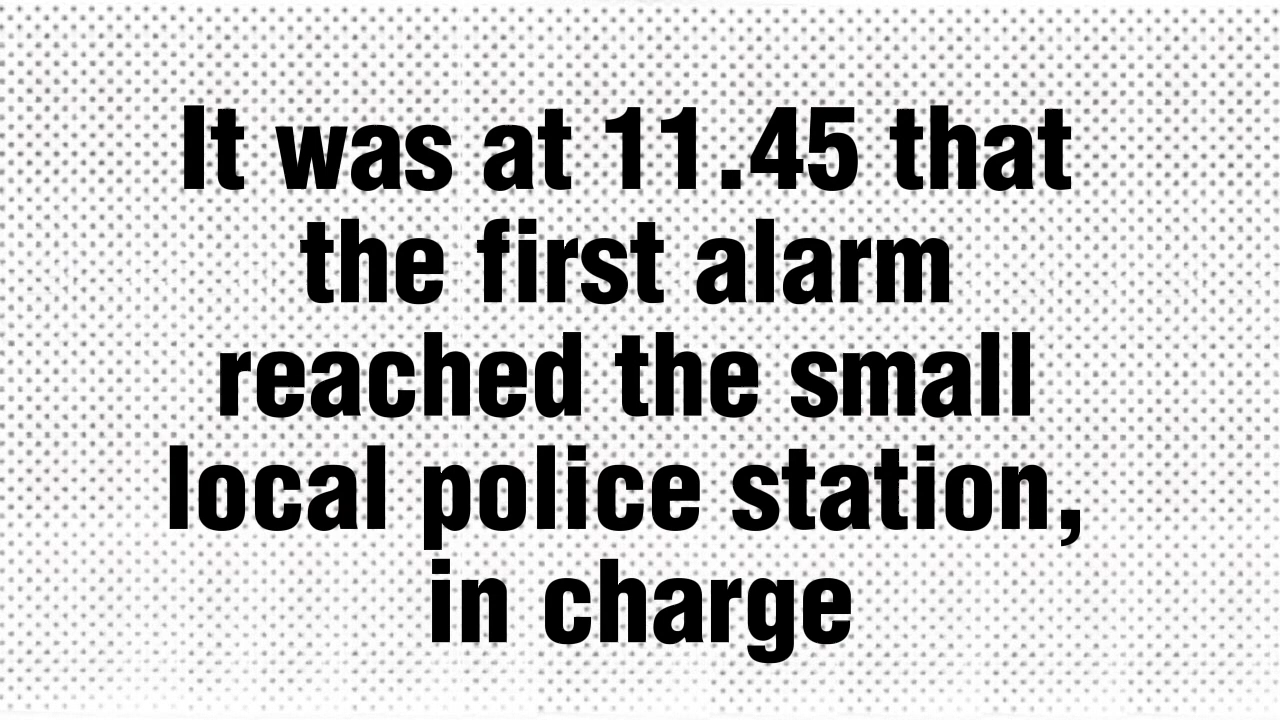 It was at 11.45 that
the first alarm
reached the small
local police station,
in charge